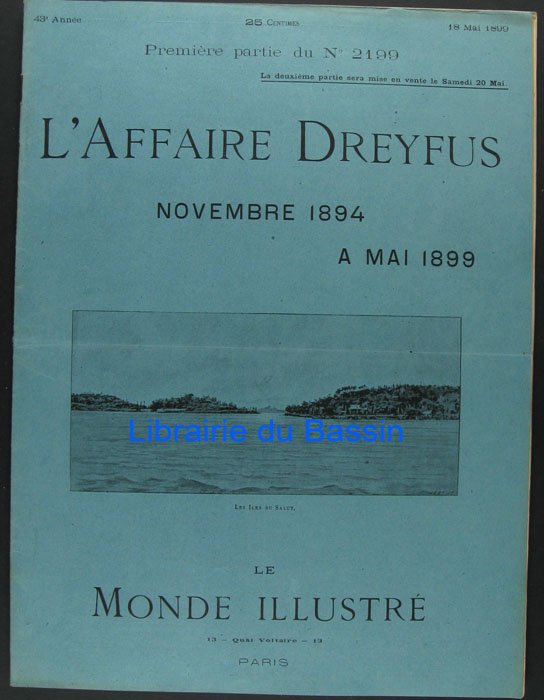 43e Année
25 Centimes
18 Mai 1899
Première partie du No 2199
La deuxième partie sera mise en vente le Samedi 20 Mai.
L'Affaire Dreyfus
NOVEMBRE 1894
A MAI 1899
Librairie du Bassin
Les Iles du Salut.
LE
Monde illustré
13 – Quai Voltaire – 13
PARIS